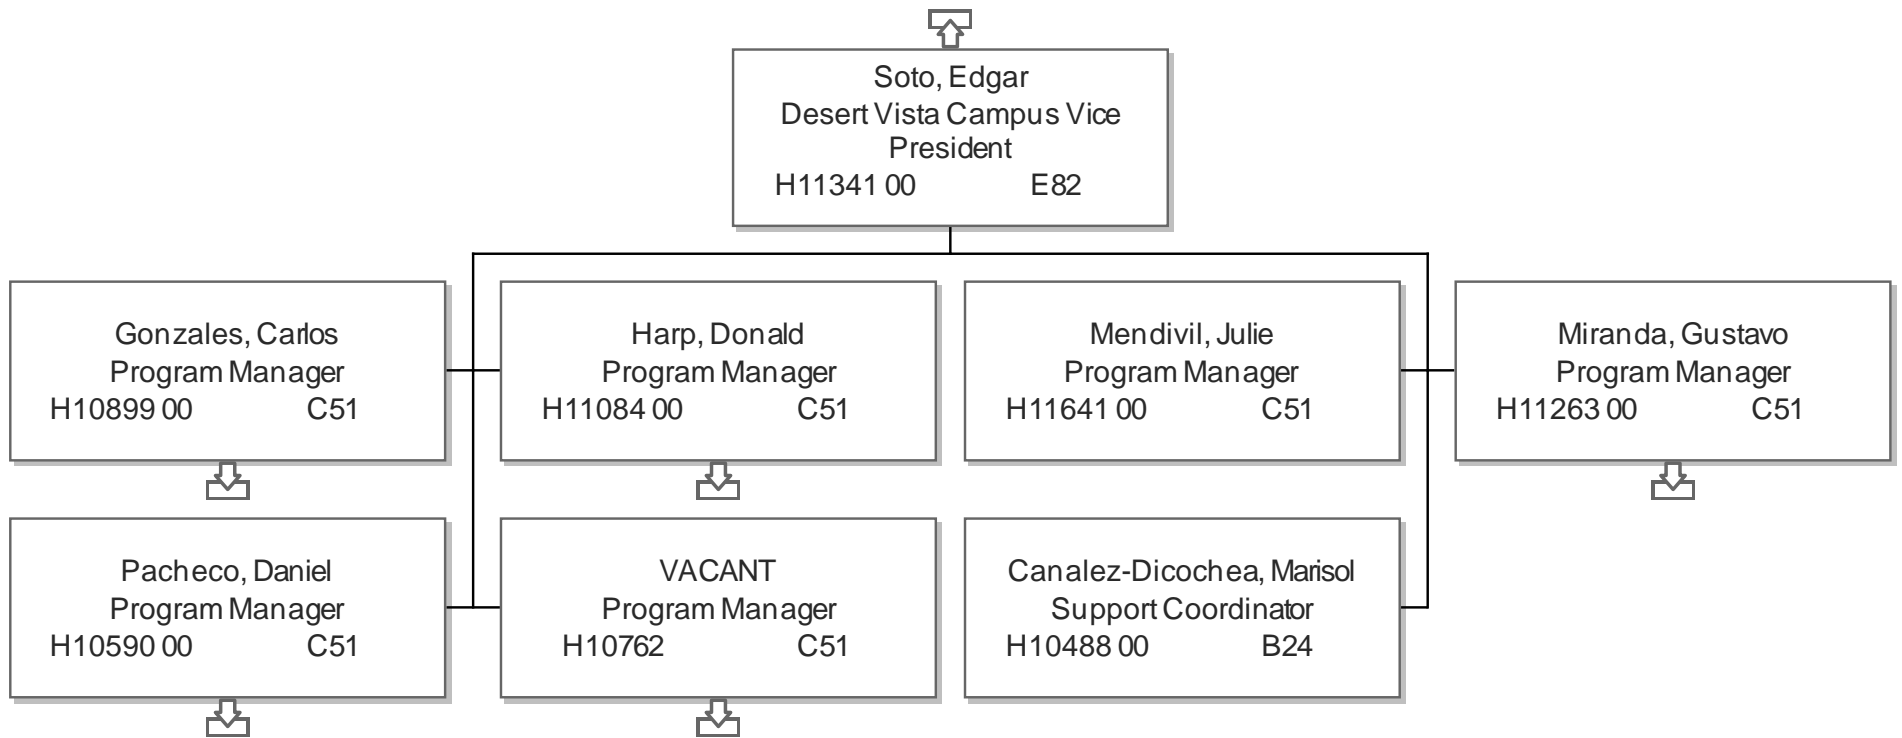 Soto, Edgar
Desert Vista Campus Vice
President
H11341 00 E82
Gonzales, Carlos
Program Manager
H10899 00 C51
Harp, Donald
Program Manager
H11084 00 C51
Mendivil, Julie
Program Manager
H11641 00 C51
Miranda, Gustavo
Program Manager
H11263 00 C51
Pacheco, Daniel
Program Manager
H10590 00 C51
VACANT
Program Manager
H10762 C51
Canalez-Dicochea, Marisol
Support Coordinator
H10488 00 B24